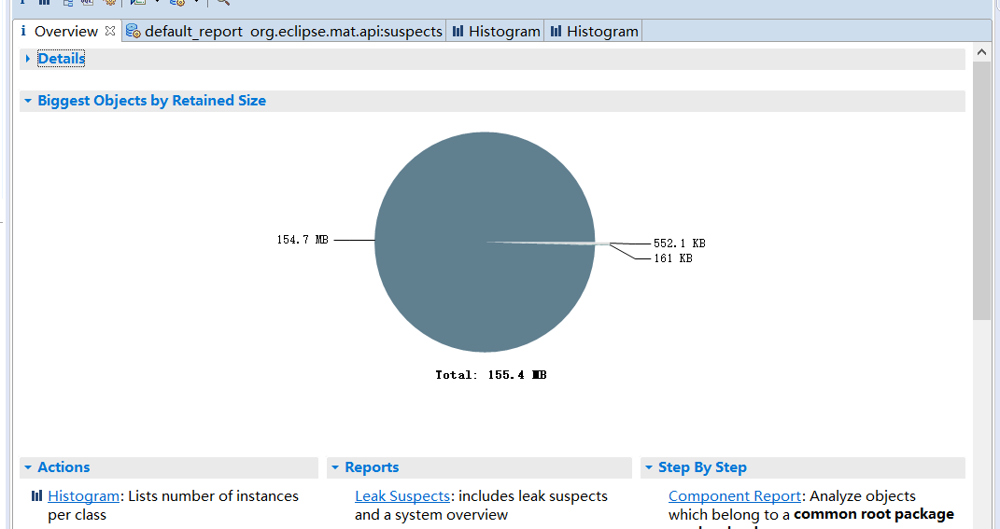 Overview
default_report org.eclipse.mat.api:suspects
Histogram
Histogram
Details
Biggest Objects by Retained Size
154.7 MB
552.1 KB
161 KB
Total: 155.4 MB
Actions
Histogram: Lists number of instances
per class
Reports
Leak Suspects: includes leak suspects
and a system overview
Step By Step
Component Report: Analyze objects
which belong to a common root package